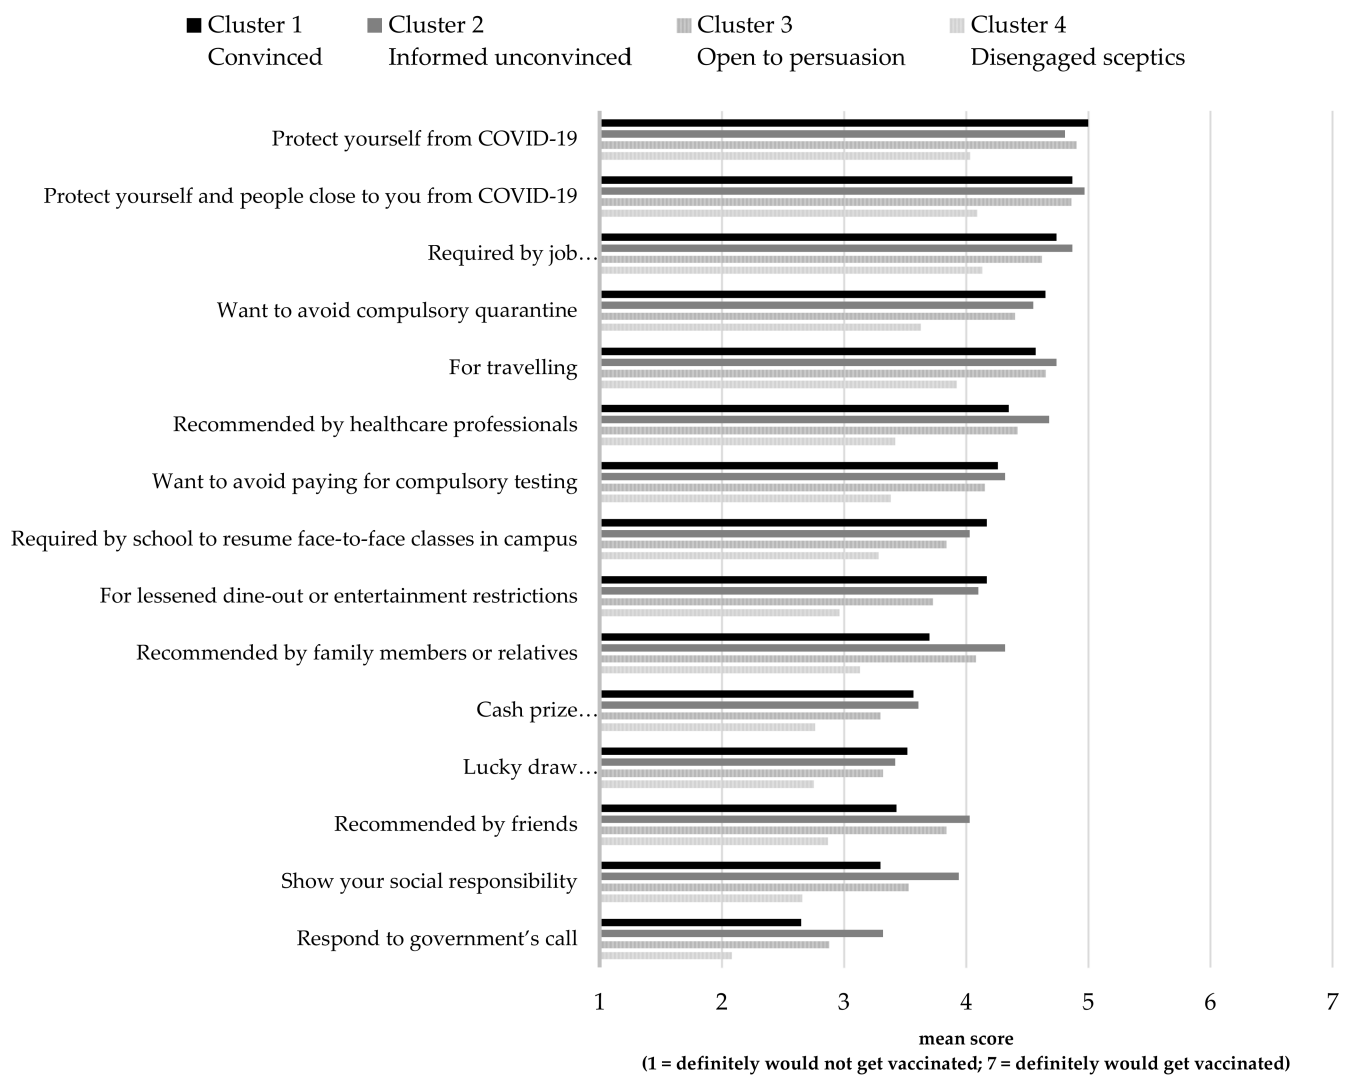 Cluster 1 Cluster 2 Cluster 3 Cluster 4
Convinced Informed unconvinced Open to persuasion Disengaged sceptics
Protect yourself from COVID-19
Protect yourself and people close to you from COVID-19
Required by job…
Want to avoid compulsory quarantine
For travelling
Recommended by healthcare professionals
Want to avoid paying for compulsory testing
Required by school to resume face-to-face classes in campus
For lessened dine-out or entertainment restrictions
Recommended by family members or relatives
Cash prize…
Lucky draw…
Recommended by friends
Show your social responsibility
Respond to government’s call
1 2 3 4 5 6 7
mean score
(1 = definitely would not get vaccinated; 7 = definitely would get vaccinated)